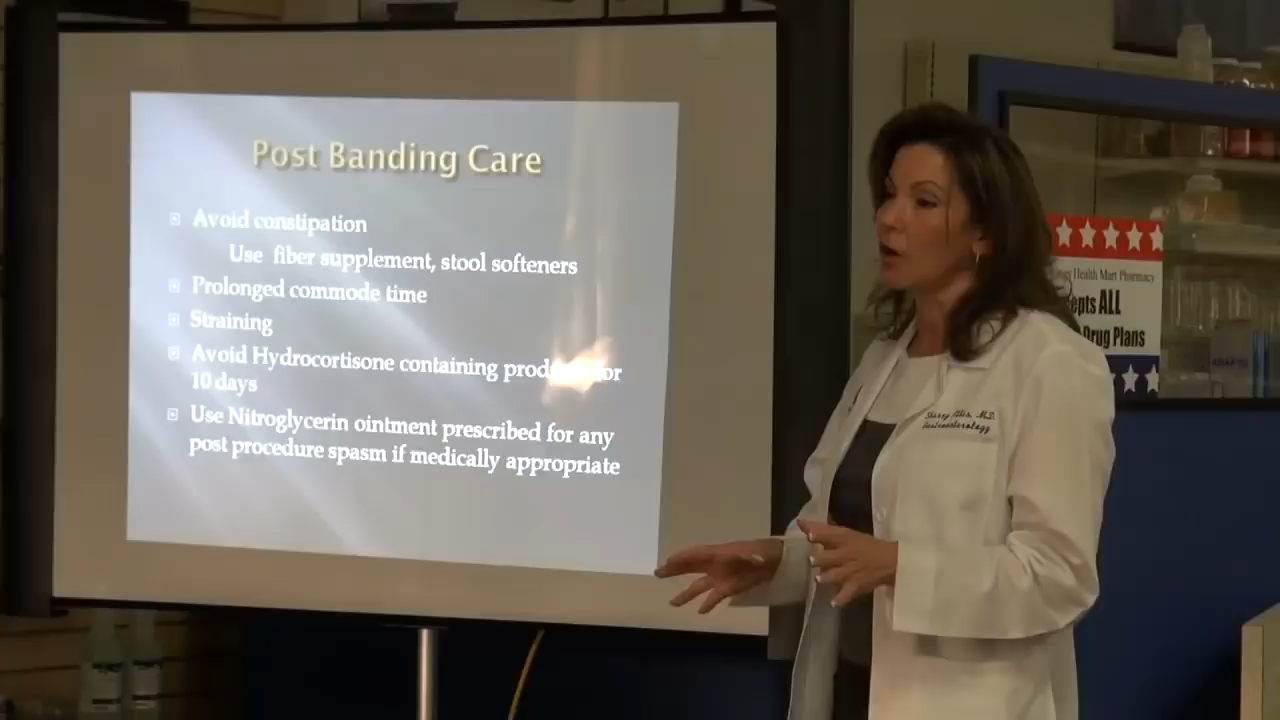 Post Banding Care
Avoid constipation
Use fiber supplement, stool softeners
Prolonged commode time
Straining
Avoid Hydrocortisone containing for
10 days
Use Nitroglycerin ointment prescribed for any
post procedure spasm if medically appropriate
Health Mart Pharmacy
ALL
Drug Plans
M.D.
Gastroenterology